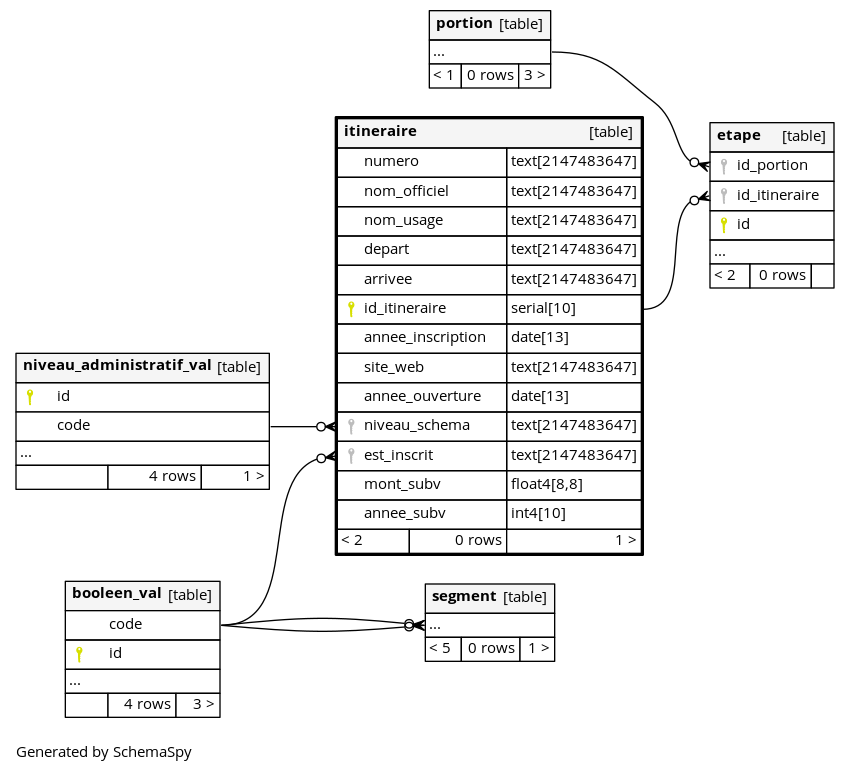 portion [table]
...
< 1 0 rows 3 >
itineraire [table]
numero text[2147483647]
nom_officiel text[2147483647]
nom_usage text[2147483647]
depart text[2147483647]
arrivee text[2147483647]
id_itineraire serial[10]
annee_inscription date[13]
site_web text[2147483647]
annee_ouverture date[13]
niveau_schema text[2147483647]
est_inscrit text[2147483647]
mont_subv float4[8,8]
annee_subv int4[10]
< 2 0 rows 1 >
etape [table]
id_portion
id_itineraire
id
...
< 2 0 rows
niveau_administratif_val [table]
id
code
...
4 rows 1 >
booleen_val [table]
code
id
...
4 rows 3 >
segment [table]
...
< 5 0 rows 1 >
Generated by SchemaSpy